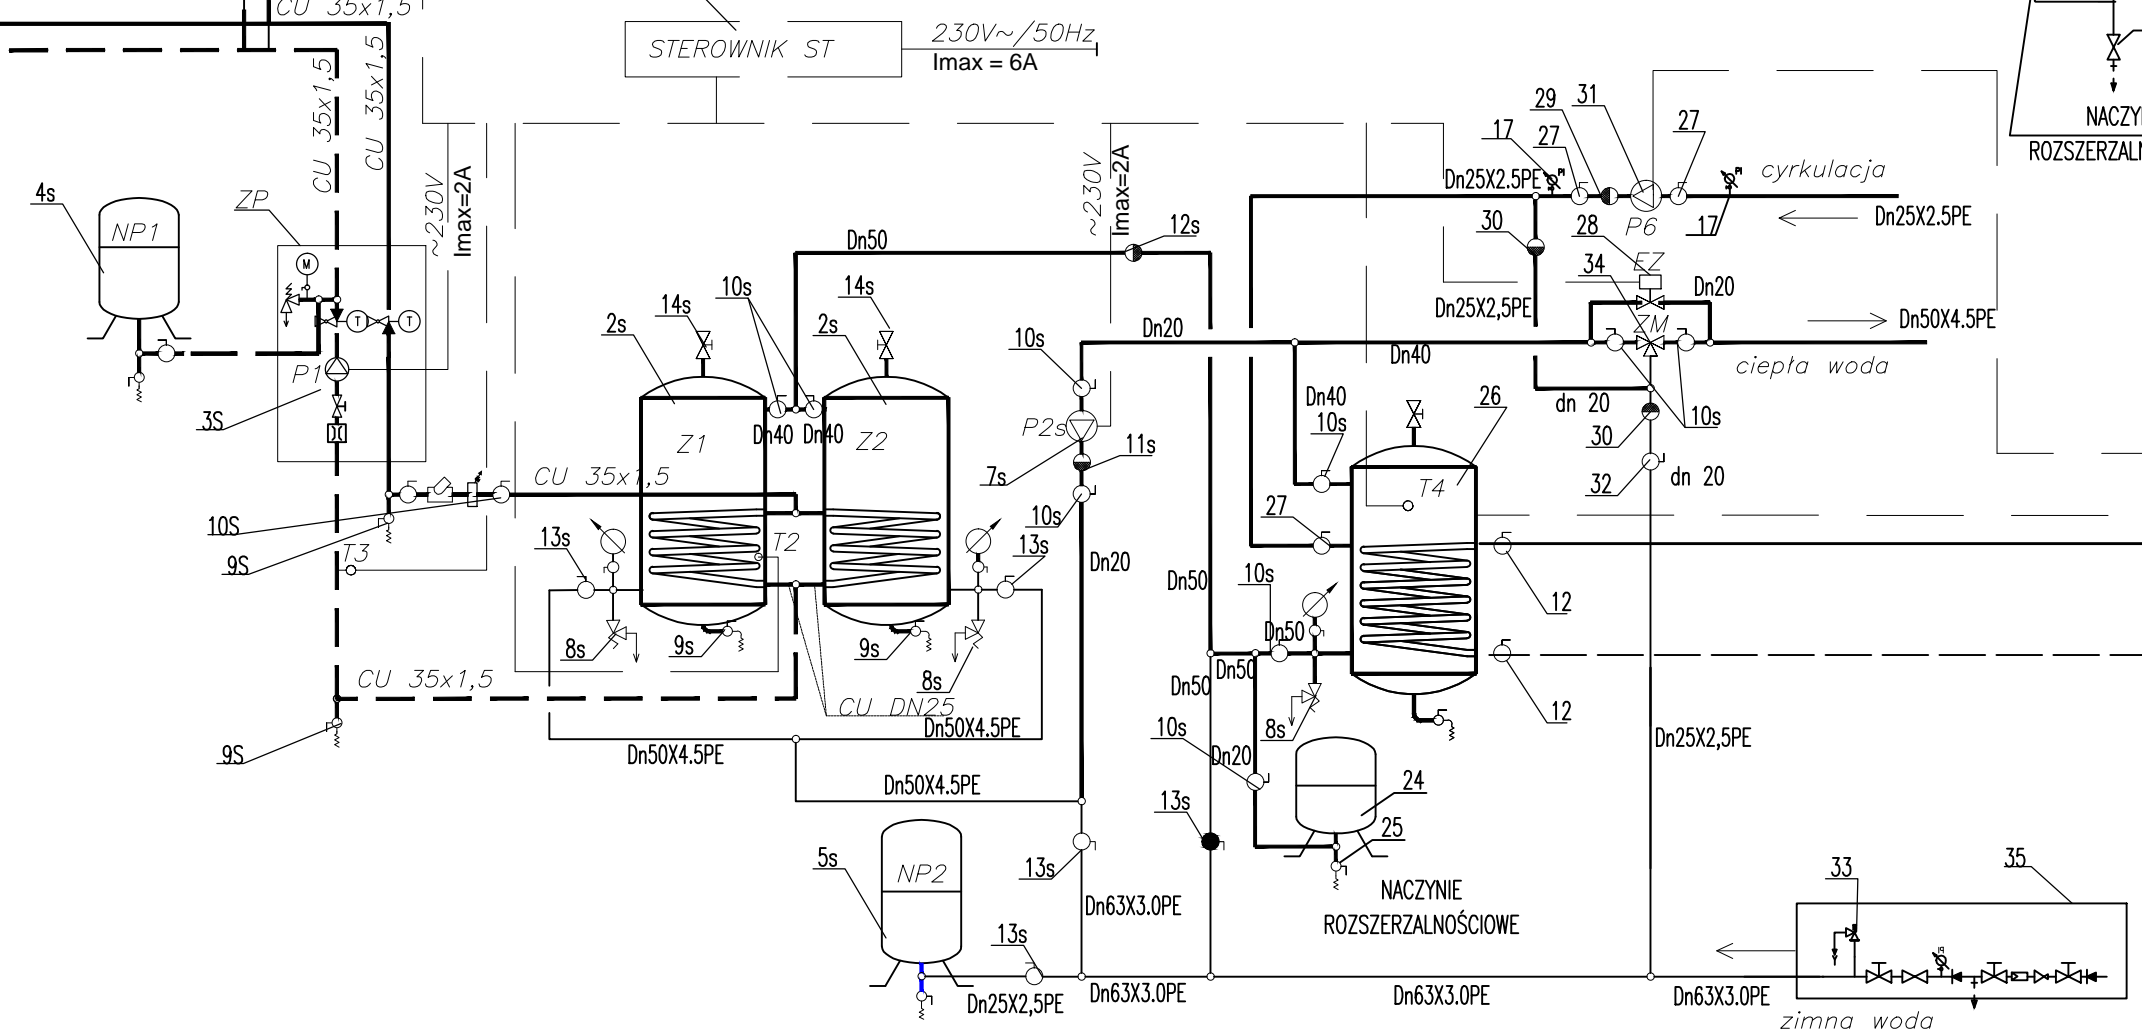 CU 35x1,5
STEROWNIK ST
230V~/50Hz
Imax = 6A
CU 35x1,5
CU 35x1,5
29
31
17
27
27
NACZY
ROZSZERZAL
cyrkulacja
Dn25X2.5PE
P6
17
Dn25X2.5PE
4s
NP1
ZP
~230V
Imax=2A
~230V
Imax=2A
12s
Dn50
30
28
34
EZ
Dn20
Dn25X2,5PE
ZM
Dn50X4.5PE
ciepła woda
M
T
T
P1
3S
2s
14s
10s
2s
14s
10s
Dn20
Dn40
dn 20
10s
Dn40
Dn40
Z1
Z2
P2s
11s
7s
10s
Dn40
10s
26
T4
30
32
dn 20
CU 35x1,5
10S
9S
T3
13s
T2
13s
27
Dn20
Dn50
10s
Dn50
12
8s
9s
9s
8s
CU 35x1,5
CU DN25
Dn50X4.5PE
Dn50X4.5PE
9S
Dn50
Dn50
8s
12
10s
Dn20
Dn25X2,5PE
Dn50X4.5PE
13s
24
25
5s
NP2
13s
Dn63X3.0PE
NACZYNIE
ROZSZERZALNOŚCIOWE
33
35
13s
Dn25X2,5PE
Dn63X3.0PE
Dn63X3.0PE
Dn63X3.0PE
zimna woda